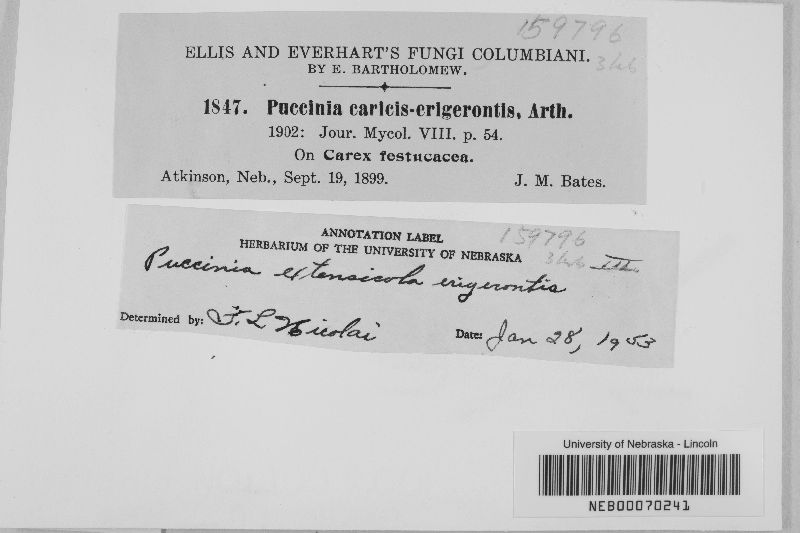 159796
ELLIS AND EVERHART'S FUNGI COLUMBIANI.
346
BY E. BARTHOLOMEW.
1847. Puccinia caricis-erigerontis, Arth.
1902: Jour. Mycol. VIII. p. 54.
On Carex festucacea.
Atkinson, Neb., Sept. 19, 1899. J. M. Bates.
ANNOTATION LABEL 159796
HERBARIUM OF THE UNIVERSITY OF NEBRASKA 346 III
Puccinia extensicola erigerontis
Determined by: F. L Nicolai Date: Jan 28, 1953
University of Nebraska - Lincoln
NEB00070241